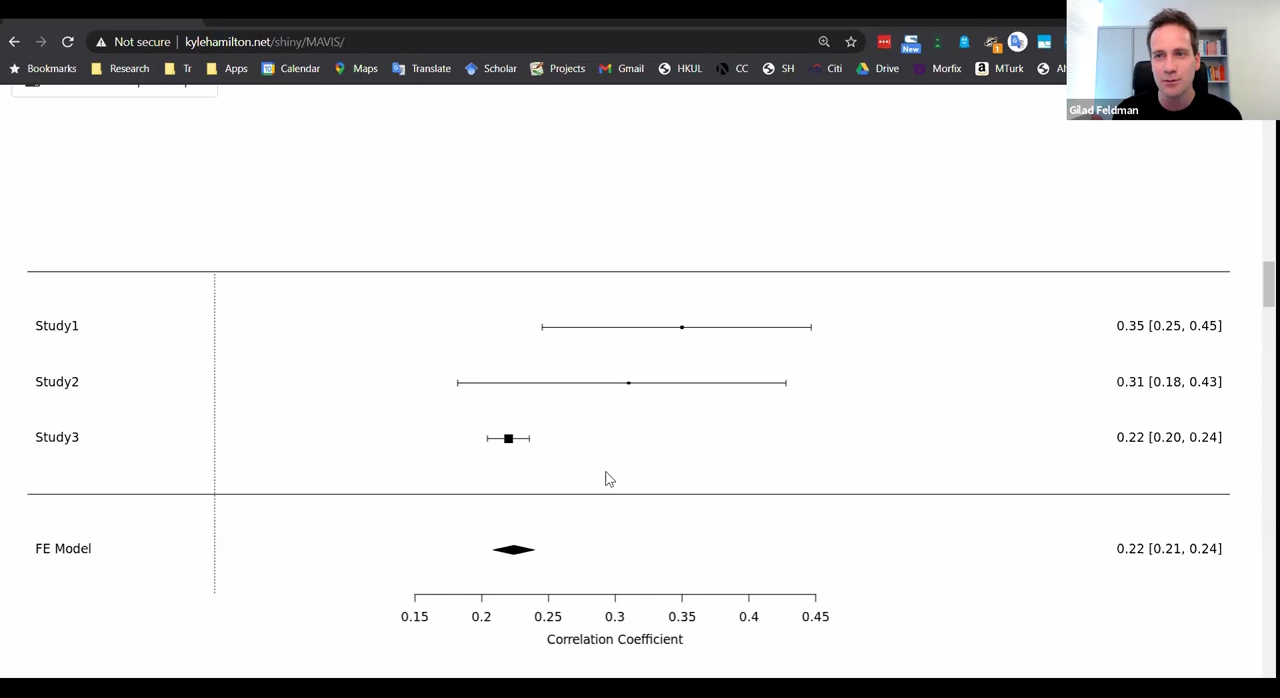 Not secure kylehamilton.net/shiny/MAVIS/
New
1
Bookmarks Research Tr Apps Calendar Maps Translate Scholar Projects Gmail HKUL CC SH Citi Drive Morfix MTurk
Gilad Feldman
Study1 0.35 [0.25, 0.45]
Study2 0.31 [0.18, 0.43]
Study3 0.22 [0.20, 0.24]
FE Model 0.22 [0.21, 0.24]
0.15 0.2 0.25 0.3 0.35 0.4 0.45
Correlation Coefficient